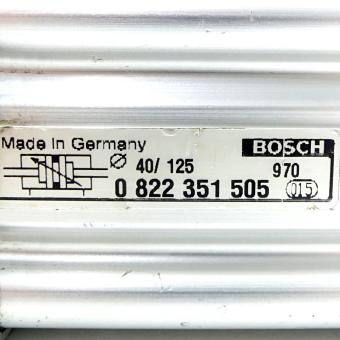 Made in Germany BOSCH
Ø 40/ 125 970
0 822 351 505 015